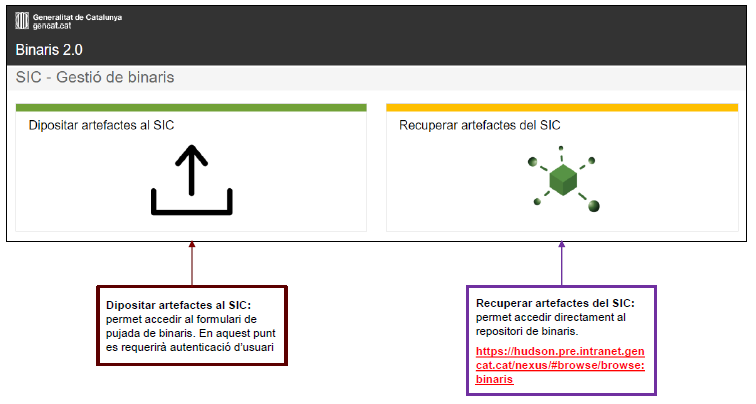 Generalitat de Catalunya
gencat.cat
Binaris 2.0
SIC - Gestió de binaris
Dipositar artefactes al SIC
Recuperar artefactes del SIC
Dipositar artefactes al SIC:
permet accedir al formulari de
pujada de binaris. En aquest punt
es requerirà autenticació d'usuari
Recuperar artefactes del SIC:
permet accedir directament al
repositori de binaris.
https://hudson.pre.intranet.gen
cat.cat/nexus/#browse/browse:
binaris